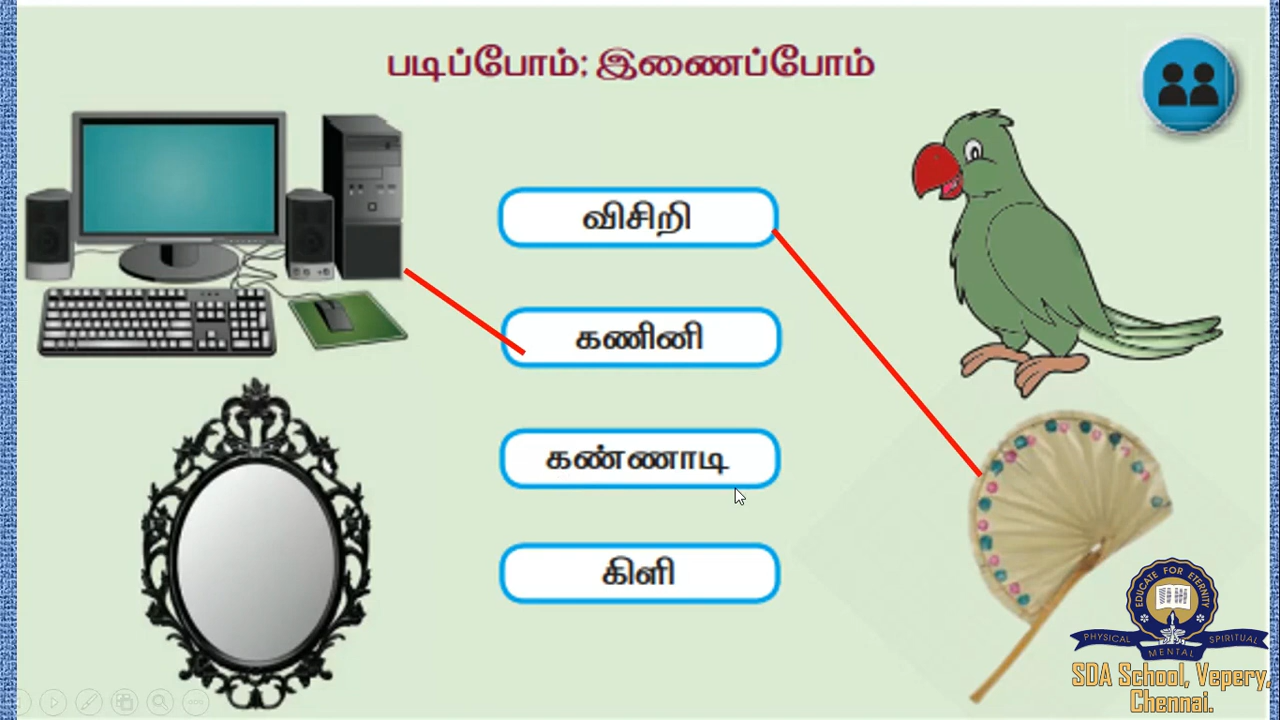 படிப்போம்; இணைப்போம்
விசிறி
கணினி
கண்ணாடி
கிளி
EDUCATE FOR ETERNITY
PHYSICAL MENTAL SPIRITUAL
SDA School, Vepery,
Chennai.